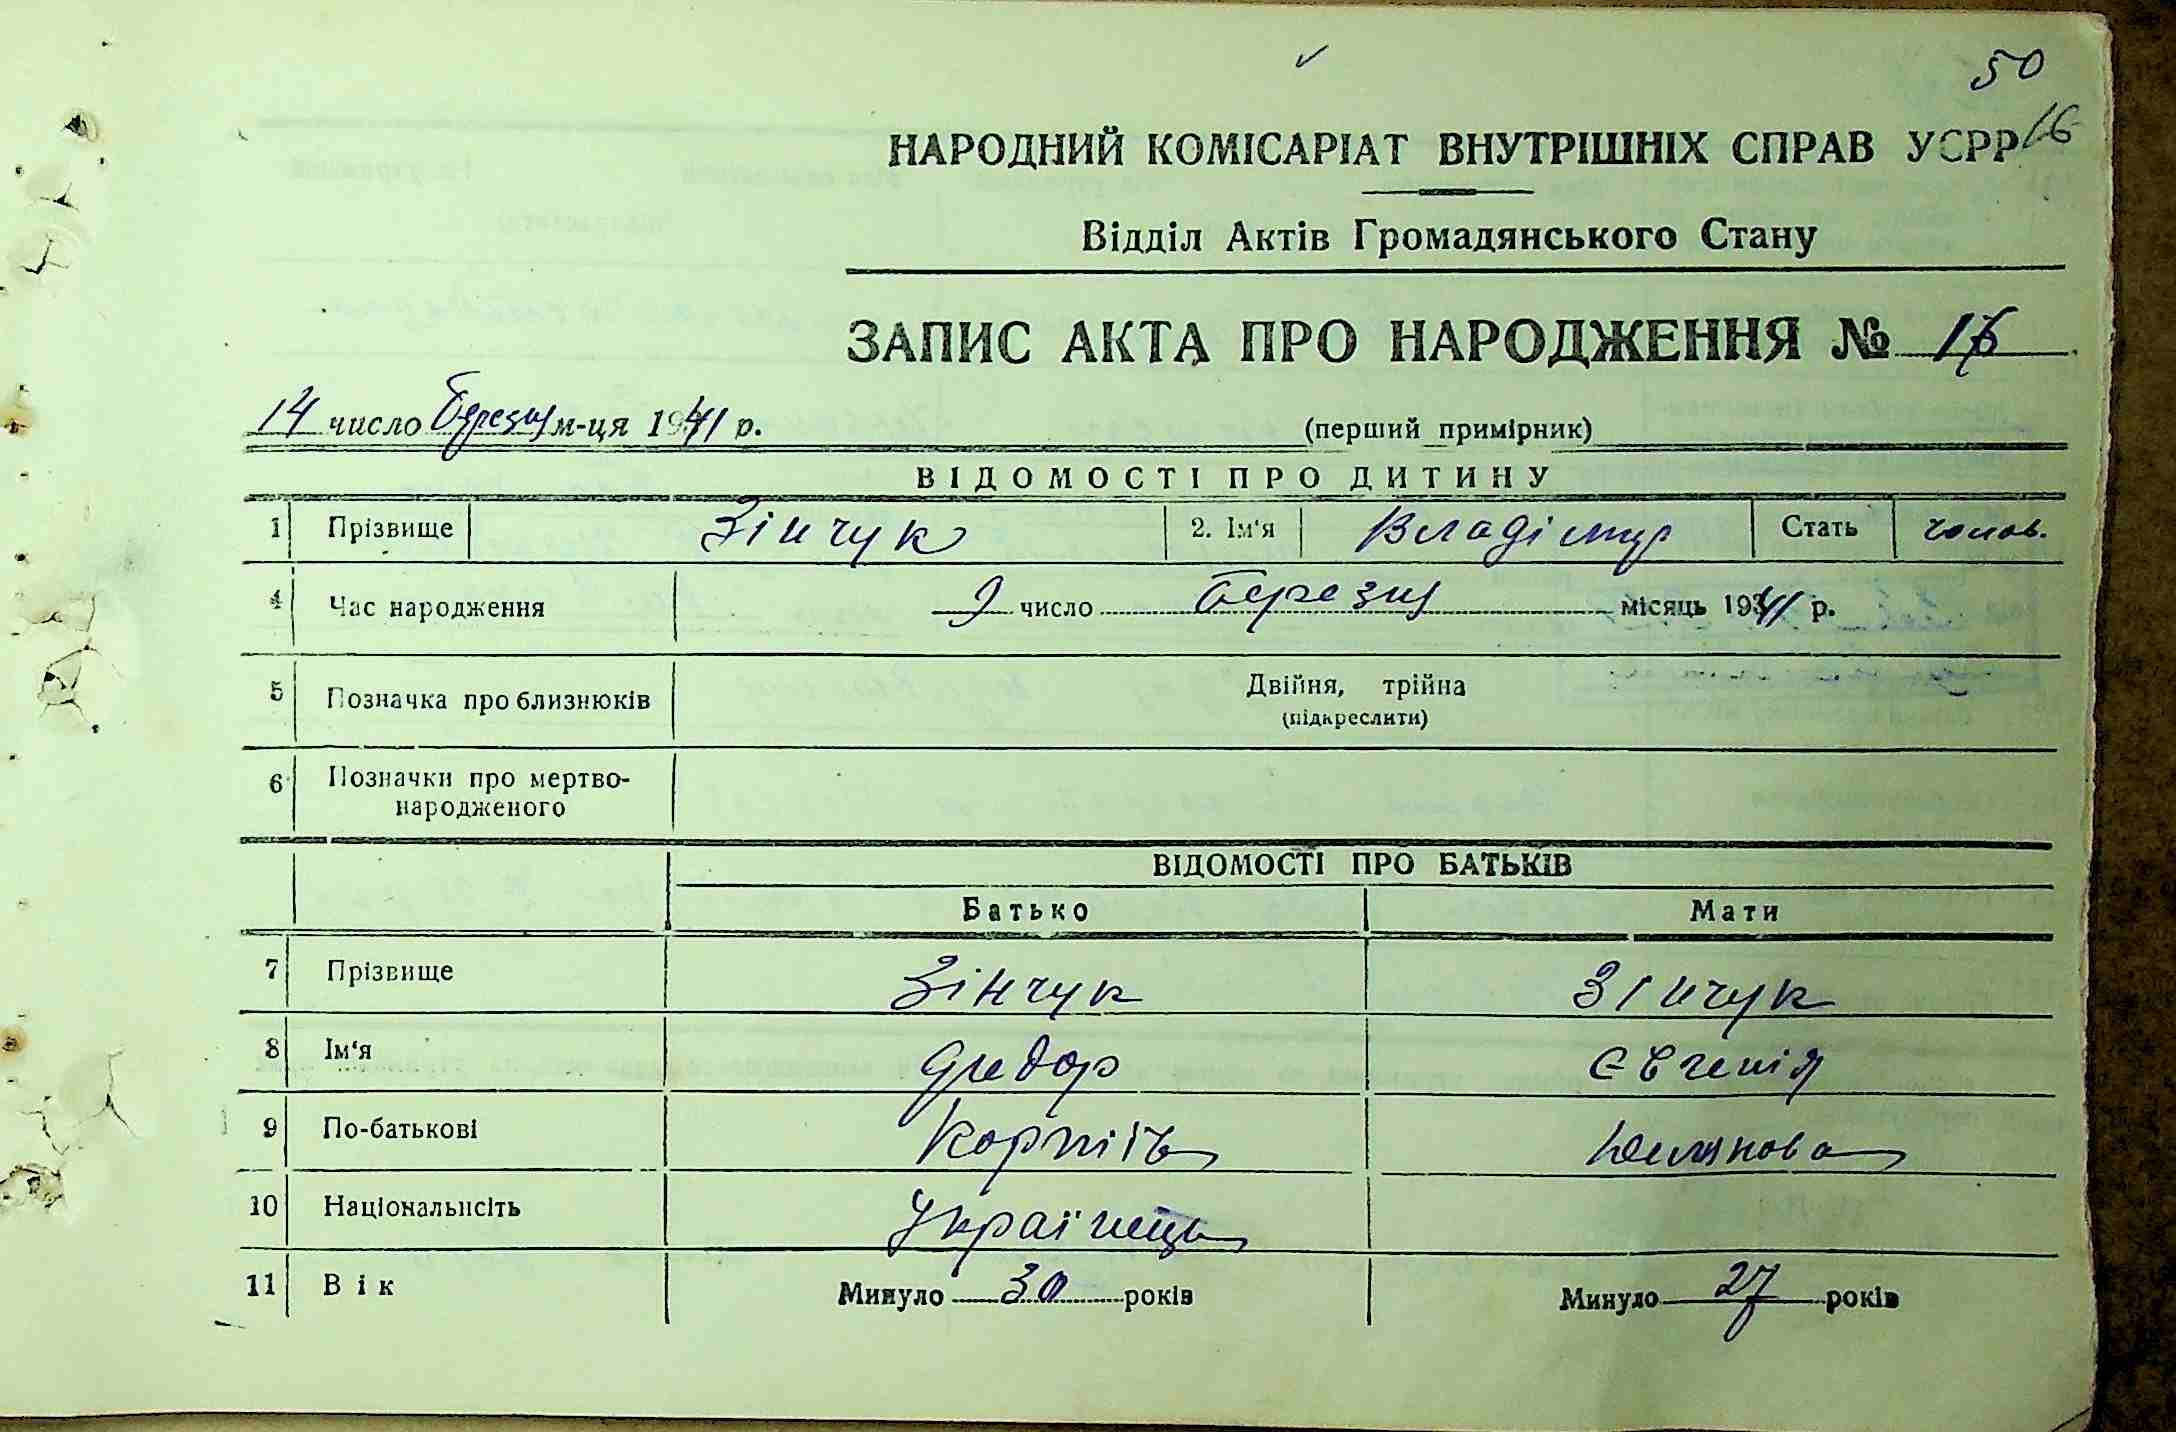 50
НАРОДНИЙ КОМІСАРІАТ ВНУТРІШНІХ СПРАВ УСРР 16
Відділ Актів Громадянського Стану
ЗАПИС АКТА ПРО НАРОДЖЕННЯ № 16
14 число Березня м-ця 1941 р. (перший примірник)
ВІДОМОСТІ ПРО ДИТИНУ
1 Прізвище Зінчук 2. Ім'я Владімир Стать чолов.
4 Час народження 9 число Березня місяць 1941 р.
5 Позначка про близнюків Двійня, трійна
(підкреслити)
6 Позначки про мертво-
народженого
ВІДОМОСТІ ПРО БАТЬКІВ
Батько Мати
7 Прізвище Зінчук Зінчук
8 Ім'я Федор Євгенія
9 По-батькові Корнів
10 Національнсіть Українець
11 Вік Минуло 30 років Минуло 27 років